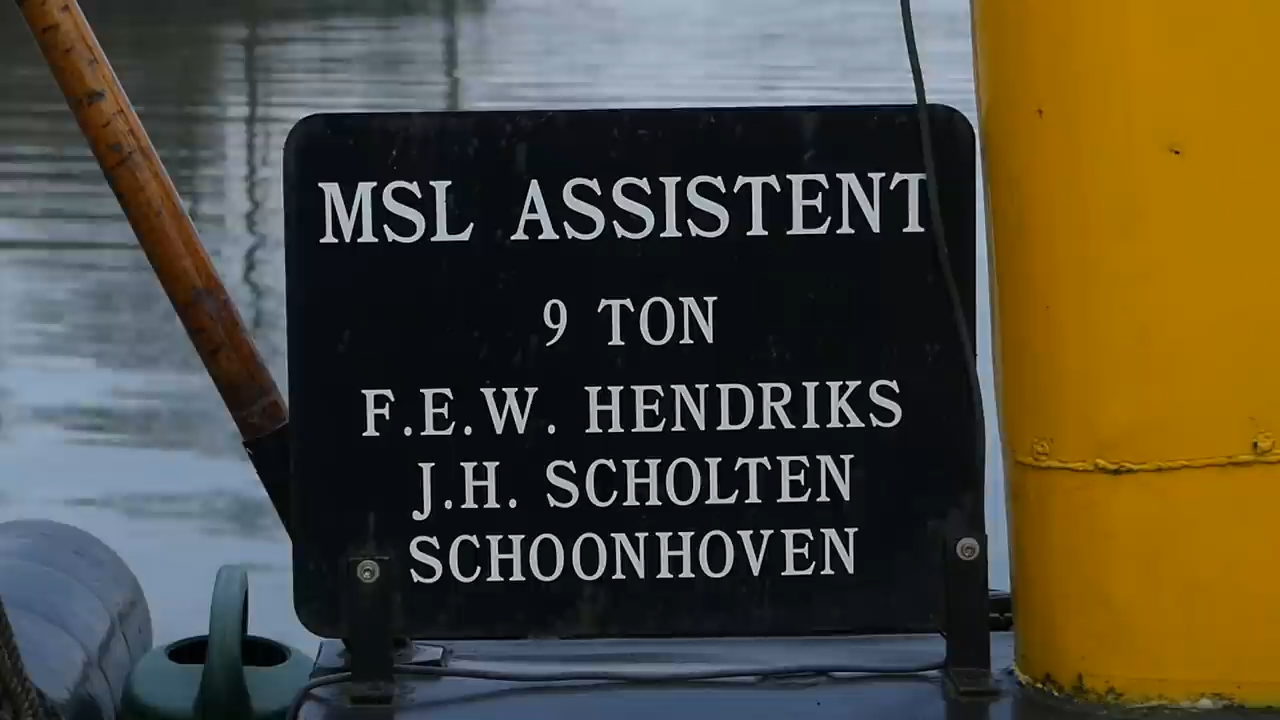 MSL ASSISTENT
9 TON
F.E.W. HENDRIKS
J.H. SCHOLTEN
SCHOONHOVEN